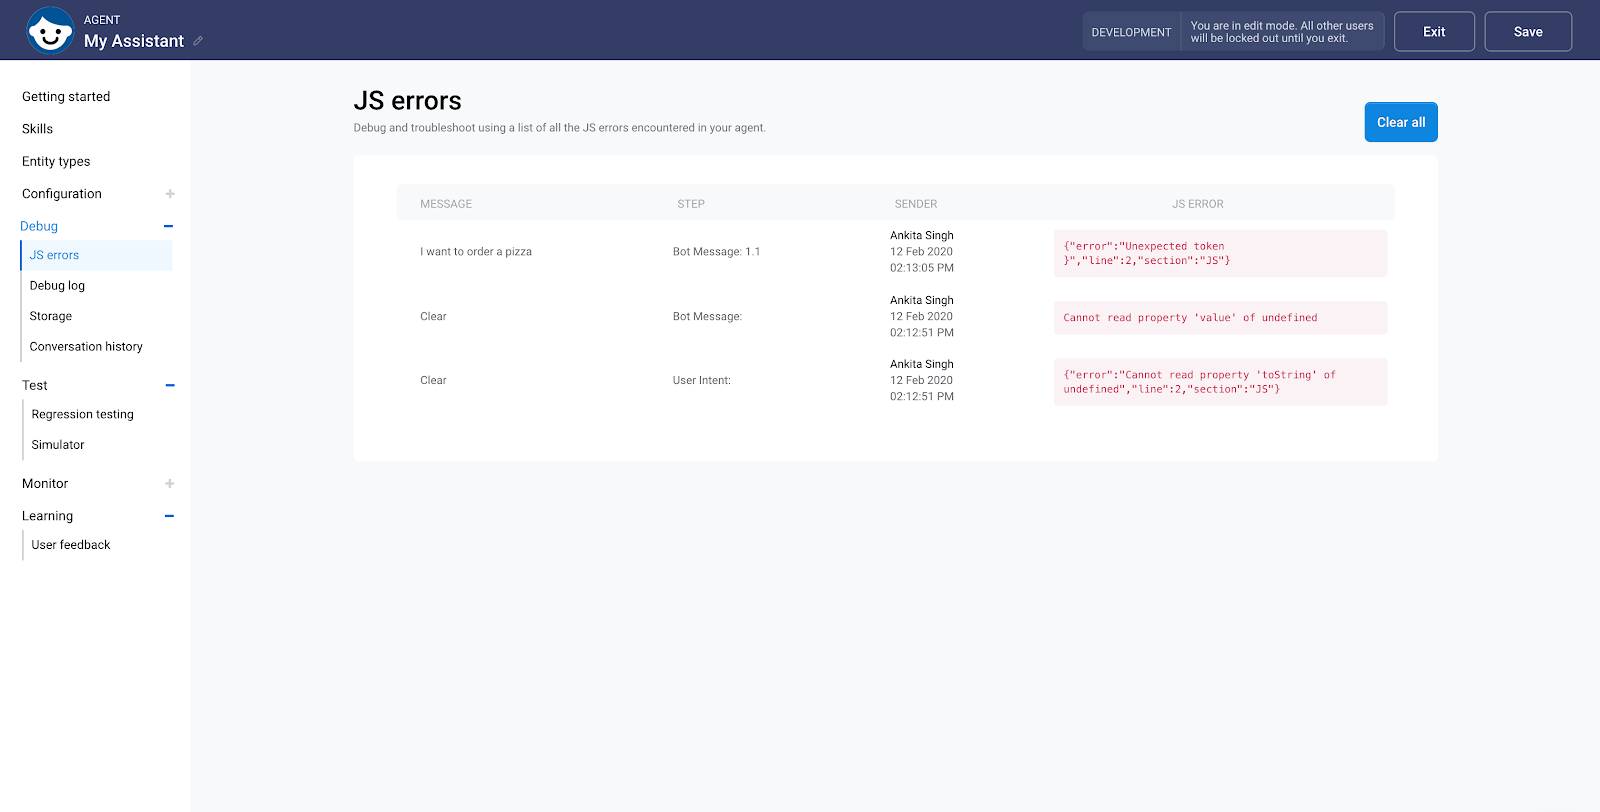 AGENT
My Assistant
DEVELOPMENT
You are in edit mode. All other users
will be locked out until you exit.
Exit
Save
Getting started
Skills
Entity types
Configuration
Debug
JS errors
Debug log
Storage
Conversation history
Test
Regression testing
Simulator
Monitor
Learning
User feedback
JS errors
Debug and troubleshoot using a list of all the JS errors encountered in your agent.
Clear all
MESSAGE
STEP
SENDER
JS ERROR
I want to order a pizza
Bot Message: 1.1
Ankita Singh
12 Feb 2020
02:13:05 PM
{"error":"Unexpected token
}","line":2,"section":"JS"}
Clear
Bot Message:
Ankita Singh
12 Feb 2020
02:12:51 PM
Cannot read property 'value' of undefined
Clear
User Intent:
Ankita Singh
12 Feb 2020
02:12:51 PM
{"error":"Cannot read property 'toString' of
undefined","line":2,"section":"JS"}